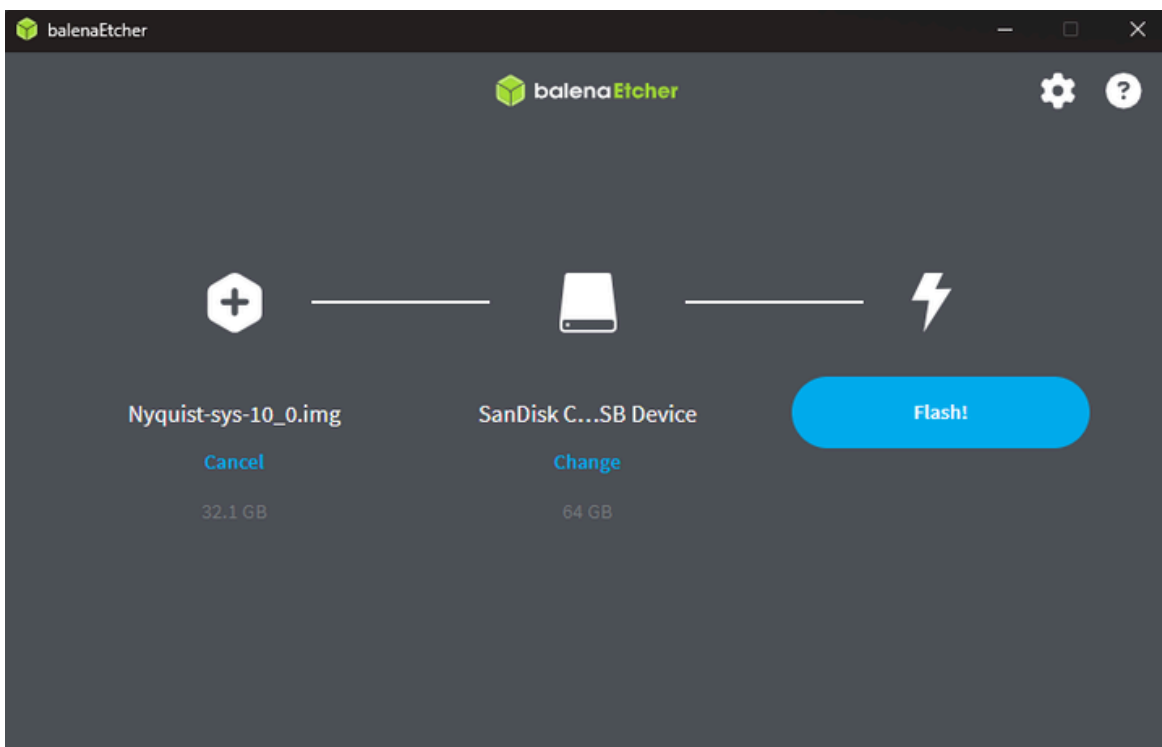 balenaEtcher
balenaEtcher
?
Nyquist-sys-10_0.img
SanDisk C...SB Device
Flash!
Cancel
Change
32.1 GB
64 GB